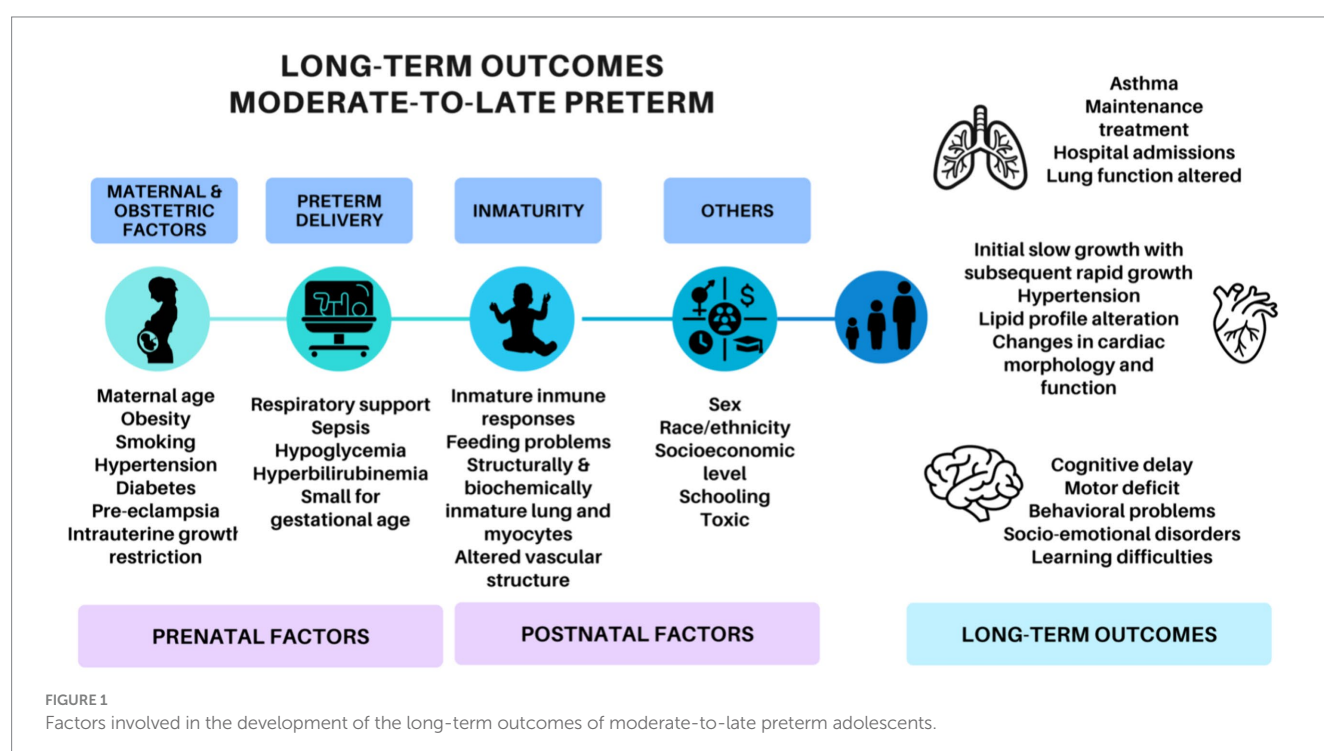 LONG-TERM OUTCOMES
MODERATE-TO-LATE PRETERM
MATERNAL &
OBSTETRIC
FACTORS
PRETERM
DELIVERY
INMATURITY
OTHERS
$
Maternal age
Obesity
Smoking
Hypertension
Diabetes
Pre-eclampsia
Intrauterine growth
restriction
Respiratory support
Sepsis
Hypoglycemia
Hyperbilirubinemia
Small for
gestational age
Inmature inmune
responses
Feeding problems
Structurally &
biochemically
inmature lung and
myocytes
Altered vascular
structure
Sex
Race/ethnicity
Socioeconomic
level
Schooling
Toxic
PRENATAL FACTORS
POSTNATAL FACTORS
Asthma
Maintenance
treatment
Hospital admissions
Lung function altered
Initial slow growth with
subsequent rapid growth
Hypertension
Lipid profile alteration
Changes in cardiac
morphology and
function
Cognitive delay
Motor deficit
Behavioral problems
Socio-emotional disorders
Learning difficulties
LONG-TERM OUTCOMES
FIGURE 1
Factors involved in the development of the long-term outcomes of moderate-to-late preterm adolescents.